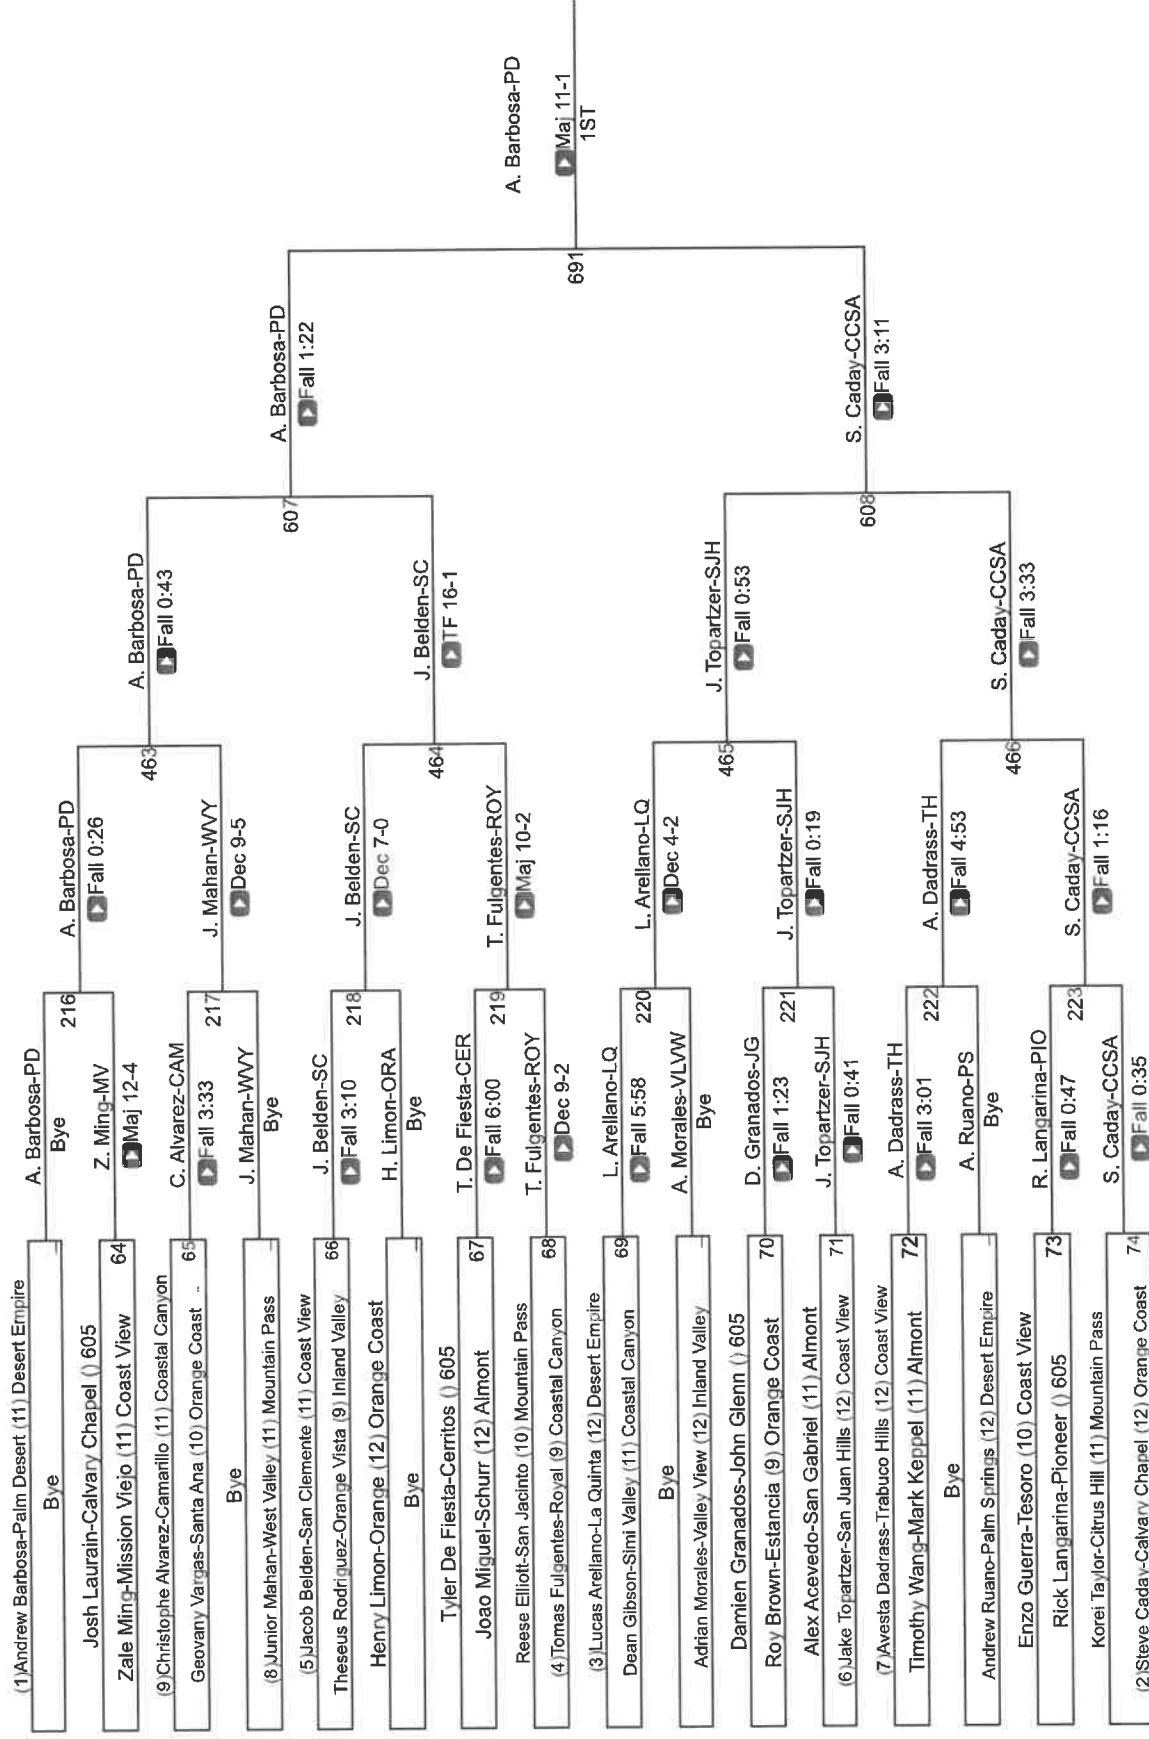 (1)Andrew Barbosa-Palm Desert (11) Desert Empire
Bye
Josh Laurain-Calvary Chapel () 605
Zale Ming-Mission Viejo (11) Coast View
64
(9)Christophe Alvarez-Camarillo (11) Coastal Canyon
Geovany Vargas-Santa Ana (10) Orange Coast
65
Bye
(8)Junior Mahan-West Valley (11) Mountain Pass
(5)Jacob Belden-San Clemente (11) Coast View
Theseus Rodriguez-Orange Vista (9) Inland Valley
66
Henry Limon-Orange (12) Orange Coast
Bye
Tyler De Fiesta-Cerritos () 605
Joao Miguel-Schurr (12) Almont
67
Reese Elliott-San Jacinto (10) Mountain Pass
(4)Tomas Fulgentes-Royal (9) Coastal Canyon
68
(3)Lucas Arellano-La Quinta (12) Desert Empire
Dean Gibson-Simi Valley (11) Coastal Canyon
69
Bye
Adrian Morales-Valley View (12) Inland Valley
Damien Granados-John Glenn () 605
Roy Brown-Estancia (9) Orange Coast
70
Alex Acevedo-San Gabriel (11) Almont
(6)Jake Topartzer-San Juan Hills (12) Coast View
71
(7)Avesta Dadrass-Trabuco Hills (12) Coast View
Timothy Wang-Mark Keppel (11) Almont
72
Bye
Andrew Ruano-Palm Springs (12) Desert Empire
Enzo Guerra-Tesoro (10) Coast View
Rick Langarina-Pioneer () 605
73
Korei Taylor-Citrus Hill (11) Mountain Pass
(2)Steve Caday-Calvary Chapel (12) Orange Coast
74
A. Barbosa-PD
Bye
216
Z. Ming-MV
Maj 12-4
C. Alvarez-CAM
Fall 3:33
217
J. Mahan-WVY
Bye
J. Belden-SC
Fall 3:10
218
H. Limon-ORA
Bye
T. De Fiesta-CER
Fall 6:00
219
T. Fulgentes-ROY
Dec 9-2
L. Arellano-LQ
Fall 5:58
220
A. Morales-VLVW
Bye
D. Granados-JG
Fall 1:23
221
J. Topartzer-SJH
Fall 0:41
A. Dadrass-TH
Fall 3:01
222
A. Ruano-PS
Bye
R. Langarina-PIO
Fall 0:47
223
S. Caday-CCSA
Fall 0:35
A. Barbosa-PD
Fall 0:26
463
J. Mahan-WVY
Dec 9-5
J. Belden-SC
Dec 7-0
464
T. Fulgentes-ROY
Maj 10-2
L. Arellano-LQ
Dec 4-2
465
J. Topartzer-SJH
Fall 0:19
A. Dadrass-TH
Fall 4:53
466
S. Caday-CCSA
Fall 1:16
A. Barbosa-PD
Fall 0:43
607
J. Belden-SC
TF 16-1
J. Topartzer-SJH
Fall 0:53
608
S. Caday-CCSA
Fall 3:33
A. Barbosa-PD
Fall 1:22
691
S. Caday-CCSA
Fall 3:11
A. Barbosa-PD
Maj 11-1
1ST